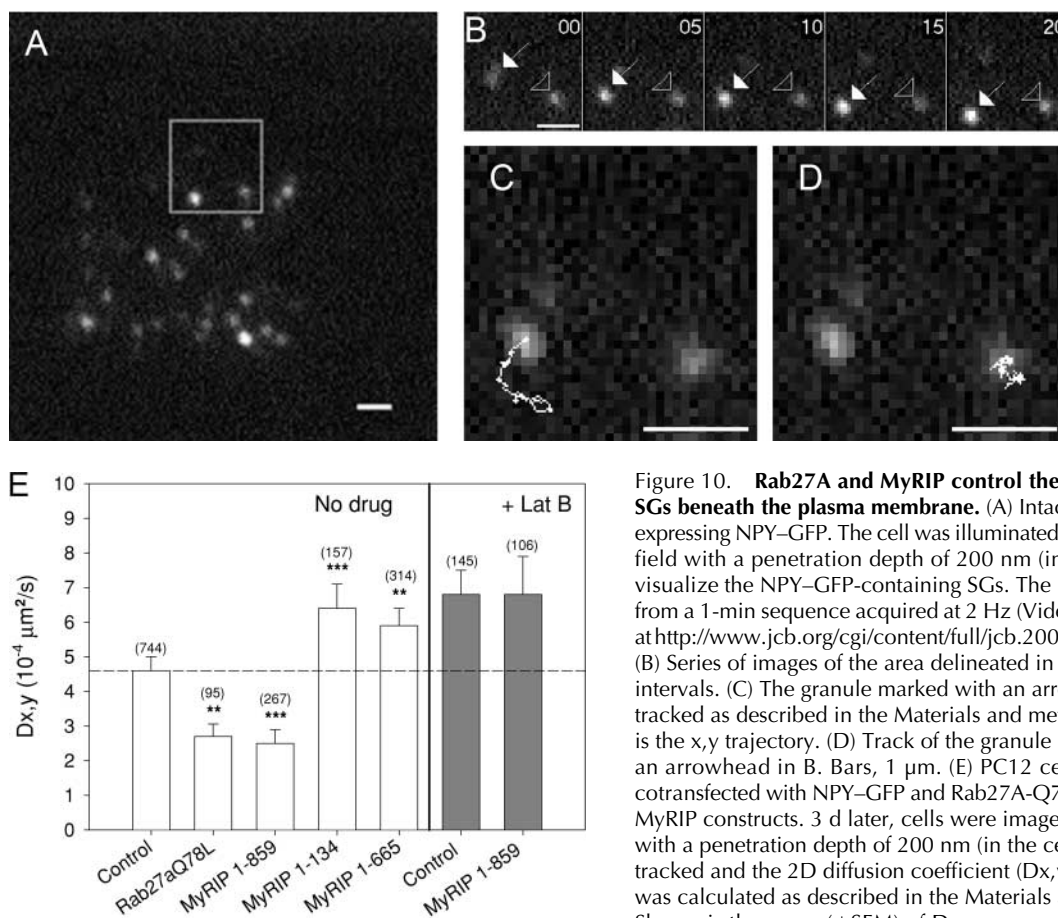 A
B
00
05
10
15
20
C
D
E
10
9
8
7
6
5
4
3
2
1
0
Dx,y (10⁻⁴ µm²/s)
No drug
+ Lat B
(744)
(95)
**
(267)
***
(157)
***
(314)
**
(145)
(106)
Control
Rab27aQ78L
MyRIP 1-859
MyRIP 1-134
MyRIP 1-665
Control
MyRIP 1-859
Figure 10. Rab27A and MyRIP control the
SGs beneath the plasma membrane. (A) Intac
expressing NPY–GFP. The cell was illuminated
field with a penetration depth of 200 nm (in
visualize the NPY–GFP-containing SGs. The
from a 1-min sequence acquired at 2 Hz (Vide
at http://www.jcb.org/cgi/content/full/jcb.200
(B) Series of images of the area delineated in
intervals. (C) The granule marked with an arr
tracked as described in the Materials and me
is the x,y trajectory. (D) Track of the granule
an arrowhead in B. Bars, 1 µm. (E) PC12 ce
cotransfected with NPY–GFP and Rab27A-Q7
MyRIP constructs. 3 d later, cells were image
with a penetration depth of 200 nm (in the ce
tracked and the 2D diffusion coefficient (Dx,y
was calculated as described in the Materials